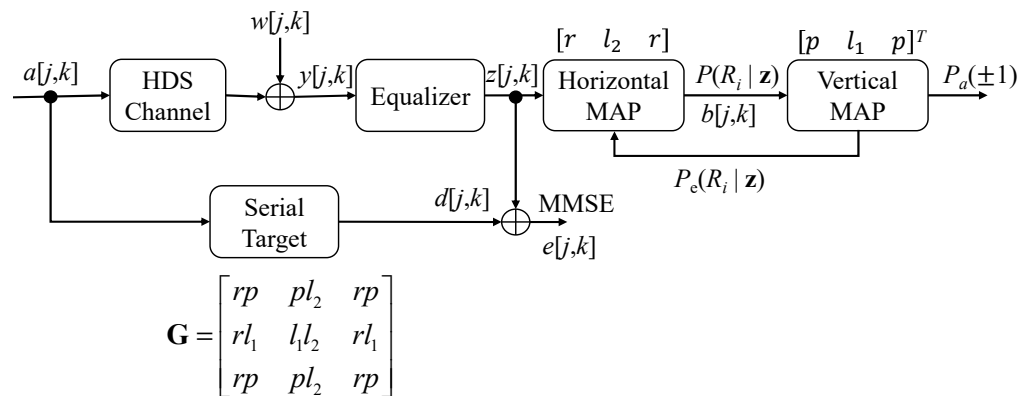 w[j,k]
[r l₂ r]
[p l₁ p]ᵀ
a[j,k]
HDS
Channel
y[j,k]
Equalizer
z[j,k]
Horizontal
MAP
P(Rᵢ | z)
b[j,k]
Vertical
MAP
Pₐ(±1)
Pₑ(Rᵢ | z)
Serial
Target
d[j,k]
MMSE
e[j,k]
G = [ rp pl₂ rp
rl₁ l₁l₂ rl₁
rp pl₂ rp ]